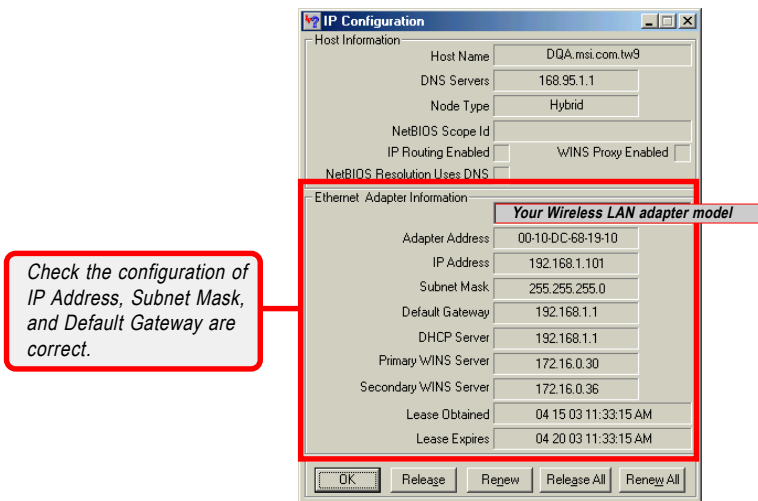 IP Configuration
Host Information
Host Name DQA.msi.com.tw9
DNS Servers 168.95.1.1
Node Type Hybrid
NetBIOS Scope Id
IP Routing Enabled WINS Proxy Enabled
NetBIOS Resolution Uses DNS
Ethernet Adapter Information
Your Wireless LAN adapter model
Adapter Address 00-10-DC-68-19-10
IP Address 192.168.1.101
Subnet Mask 255.255.255.0
Default Gateway 192.168.1.1
DHCP Server 192.168.1.1
Primary WINS Server 172.16.0.30
Secondary WINS Server 172.16.0.36
Lease Obtained 04 15 03 11:33:15 AM
Lease Expires 04 20 03 11:33:15 AM
OK Release Renew Release All Renew All
Check the configuration of
IP Address, Subnet Mask,
and Default Gateway are
correct.